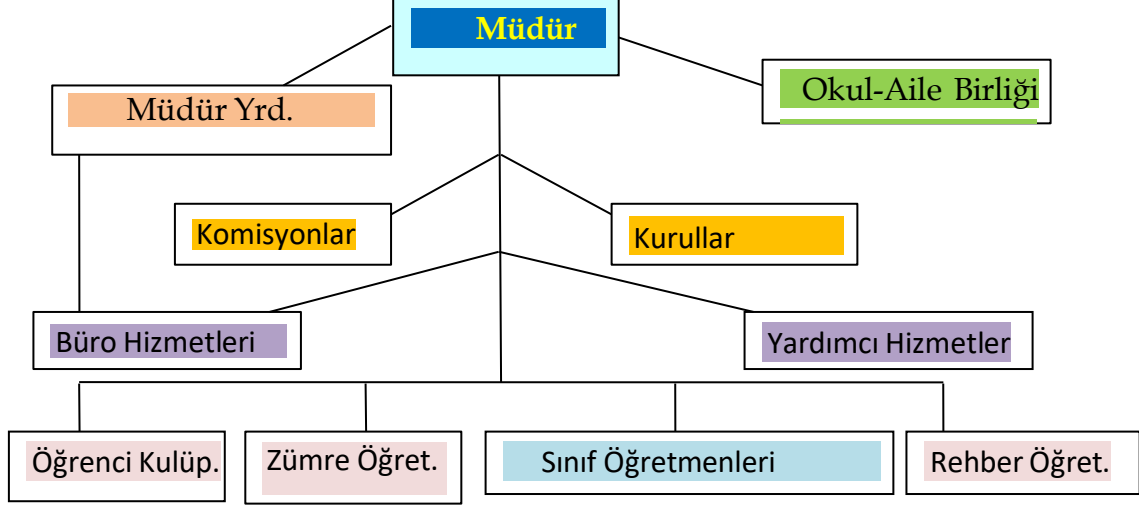 Müdür
Müdür Yrd.
Okul-Aile Birliği
Komisyonlar
Kurullar
Büro Hizmetleri
Yardımcı Hizmetler
Öğrenci Kulüp.
Zümre Öğret.
Sınıf Öğretmenleri
Rehber Öğret.